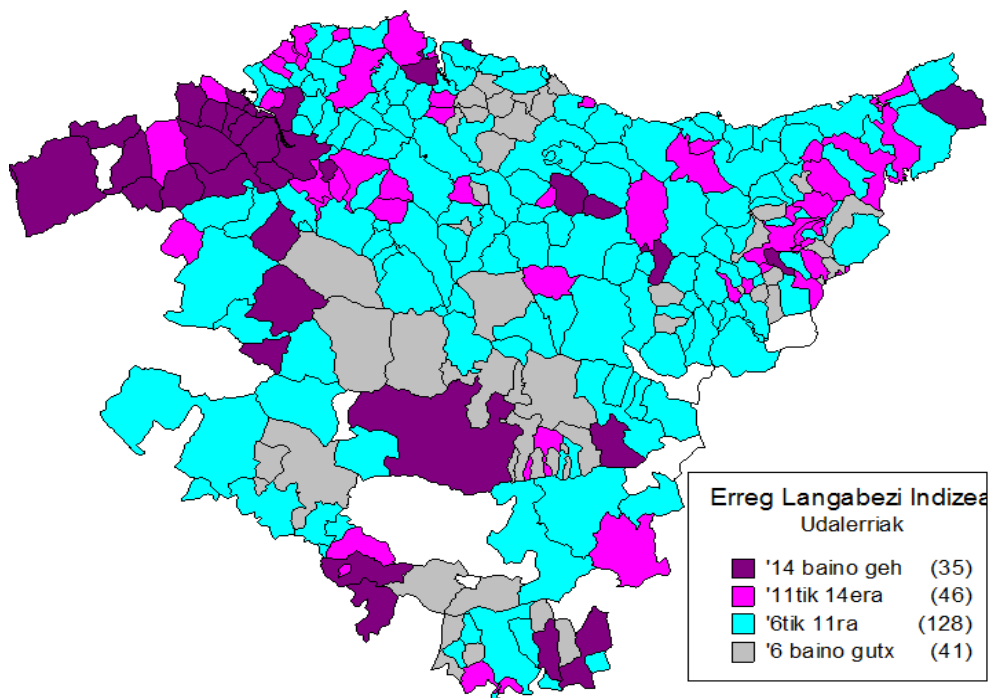 Erreg Langabezi Indizea
Udalerriak
'14 baino geh (35)
'11tik 14era (46)
'6tik 11ra (128)
'6 baino gutx (41)